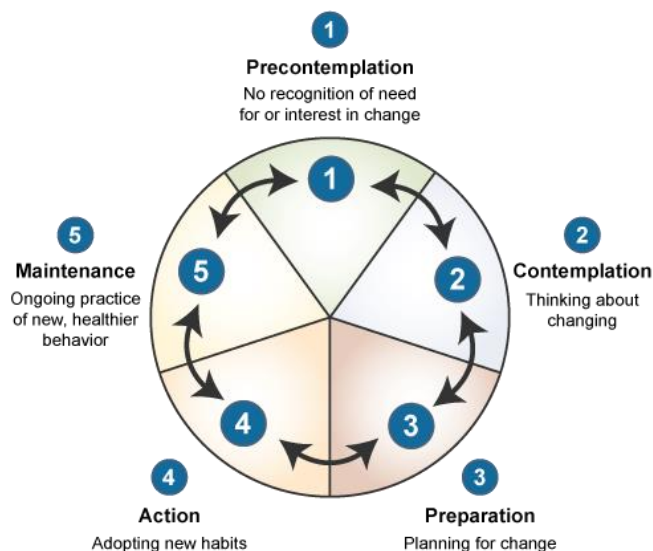 1
Precontemplation
No recognition of need
for or interest in change
1
2
Contemplation
Thinking about
changing
2
3
Preparation
Planning for change
3
4
Action
Adopting new habits
4
5
Maintenance
Ongoing practice
of new, healthier
behavior
5